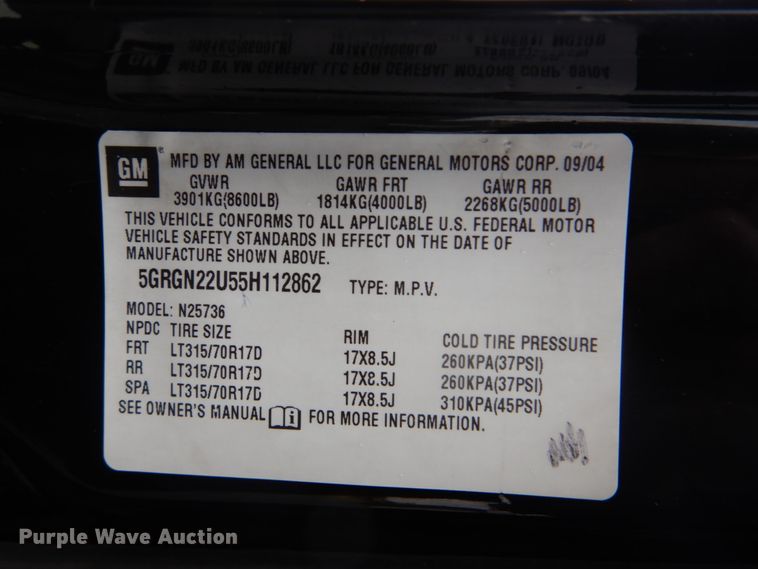 GM
MFD BY AM GENERAL LLC FOR GENERAL MOTORS CORP. 09/04
GVWR GAWR FRT GAWR RR
3901KG(8600LB) 1814KG(4000LB) 2268KG(5000LB)
THIS VEHICLE CONFORMS TO ALL APPLICABLE U.S. FEDERAL MOTOR
VEHICLE SAFETY STANDARDS IN EFFECT ON THE DATE OF
MANUFACTURE SHOWN ABOVE.
5GRGN22U55H112862 TYPE: M.P.V.
MODEL: N25736
NPDC TIRE SIZE RIM COLD TIRE PRESSURE
FRT LT315/70R17D 17X8.5J 260KPA(37PSI)
RR LT315/70R17D 17X8.5J 260KPA(37PSI)
SPA LT315/70R17D 17X8.5J 310KPA(45PSI)
SEE OWNER'S MANUAL FOR MORE INFORMATION.
Purple Wave Auction